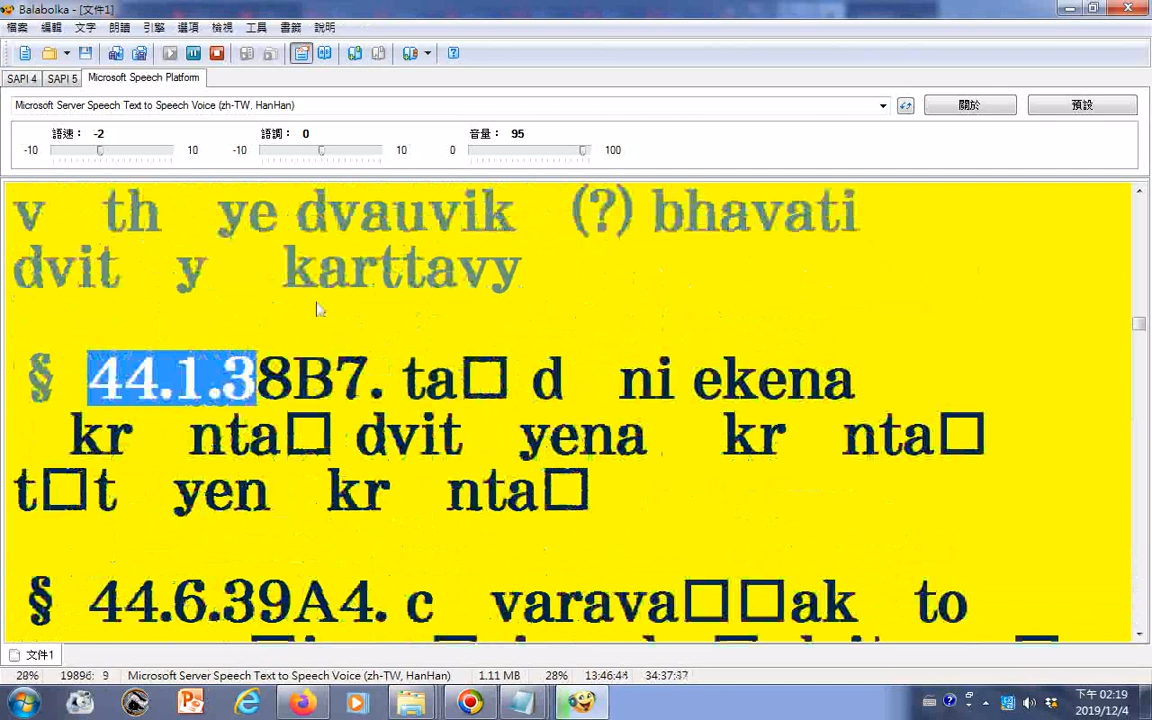 Balabolka - [文件1]
檔案 編輯 文字 朗讀 引擎 選項 檢視 工具 書籤 說明
SAPI 4 SAPI 5 Microsoft Speech Platform
Microsoft Server Speech Text to Speech Voice (zh-TW, HanHan) 關於 預設
語速： -2 語調： 0 音量： 95
-10 10 -10 10 0 100
v th ye dvauvik (?) bhavati
dvit y karttavy
§ 44.1.38B7. ta□ d ni ekena
kr nta□ dvit yena kr nta□
t□t yen kr nta□
§ 44.6.39A4. c varava□□ak to
文件1
28% 19896: 9 Microsoft Server Speech Text to Speech Voice (zh-TW, HanHan) 1.11 MB 28% 13:46:44 34:37:37
下午 02:19
2019/12/4